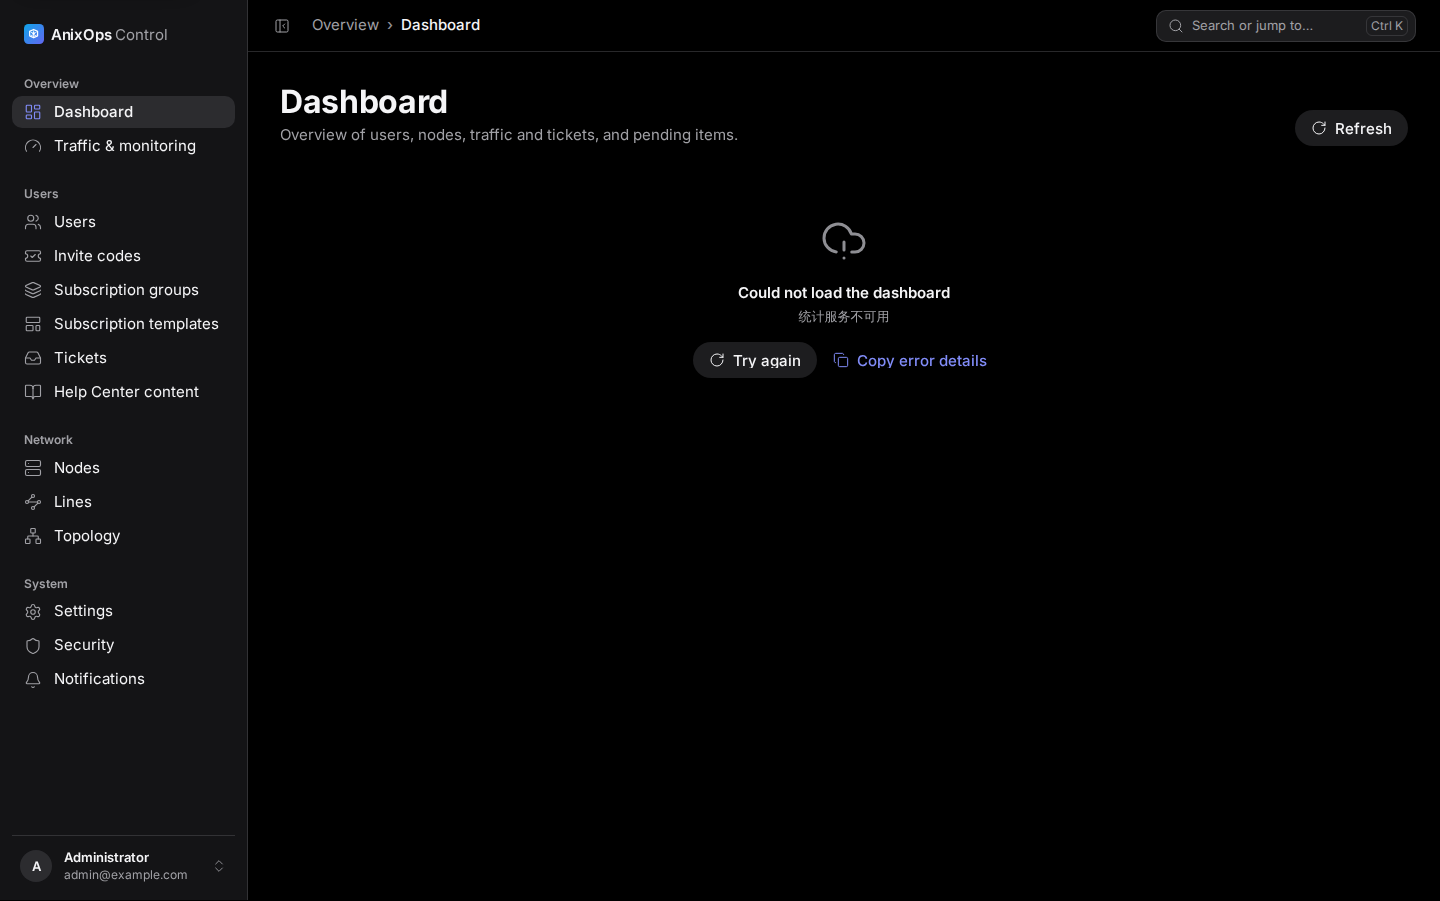 AnixOps Control
Overview
Dashboard
Traffic & monitoring
Users
Users
Invite codes
Subscription groups
Subscription templates
Tickets
Help Center content
Network
Nodes
Lines
Topology
System
Settings
Security
Notifications
A
Administrator
admin@example.com
Overview › Dashboard
Search or jump to...
Ctrl K
Dashboard
Overview of users, nodes, traffic and tickets, and pending items.
Refresh
Could not load the dashboard
统计服务不可用
Try again
Copy error details